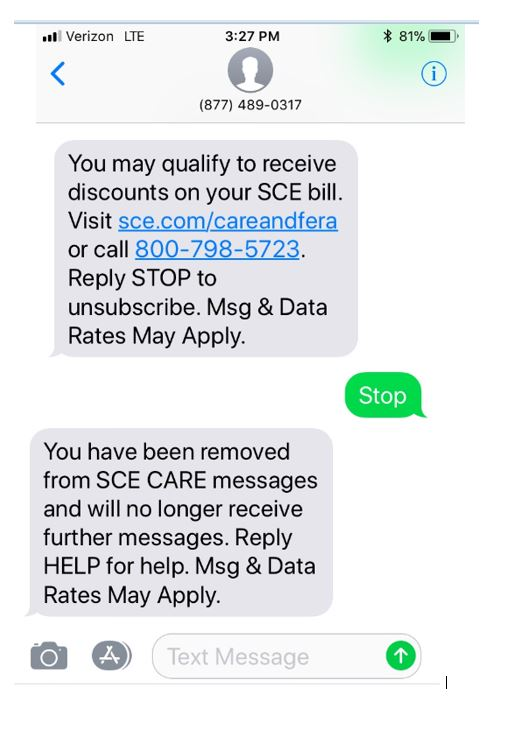 Verizon LTE 3:27 PM 81%
(877) 489-0317
You may qualify to receive
discounts on your SCE bill.
Visit sce.com/careandfera
or call 800-798-5723.
Reply STOP to
unsubscribe. Msg & Data
Rates May Apply.
Stop
You have been removed
from SCE CARE messages
and will no longer receive
further messages. Reply
HELP for help. Msg & Data
Rates May Apply.
Text Message